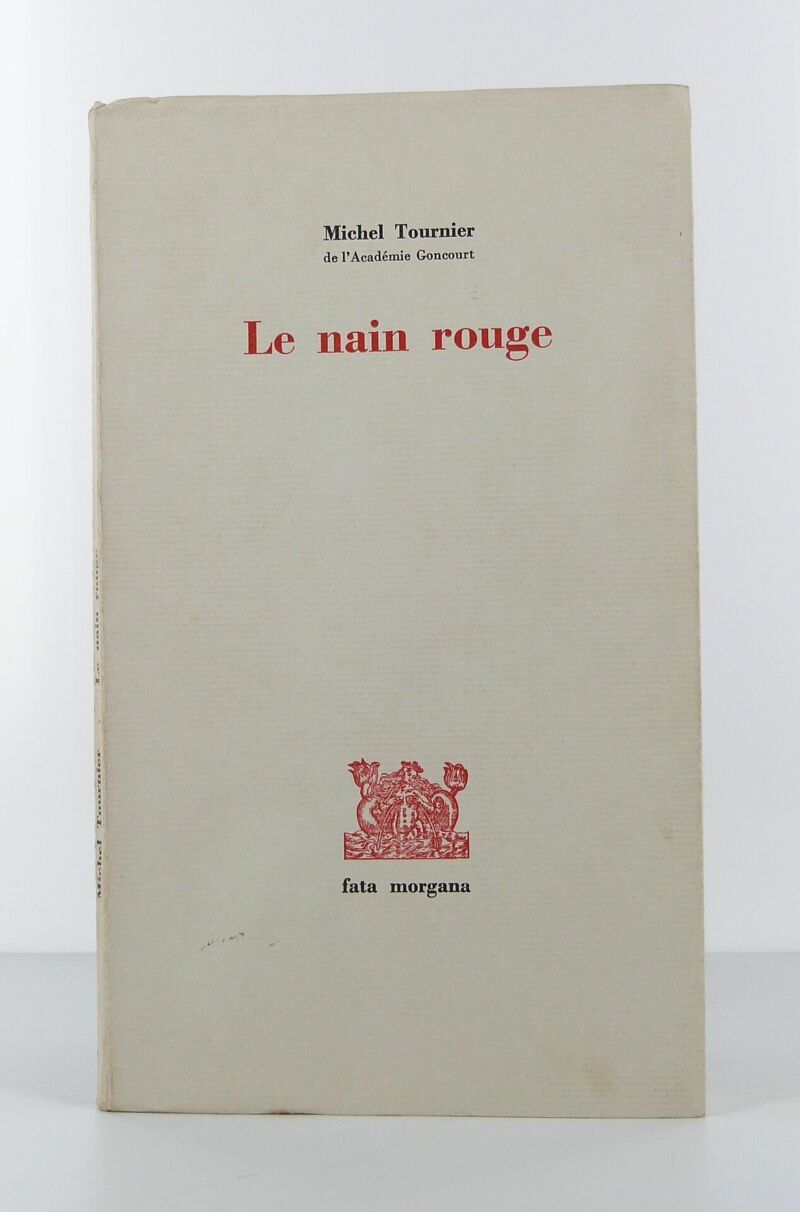 Michel Tournier
de l'Académie Goncourt
Le nain rouge
fata morgana
Michel Tournier Le nain rouge